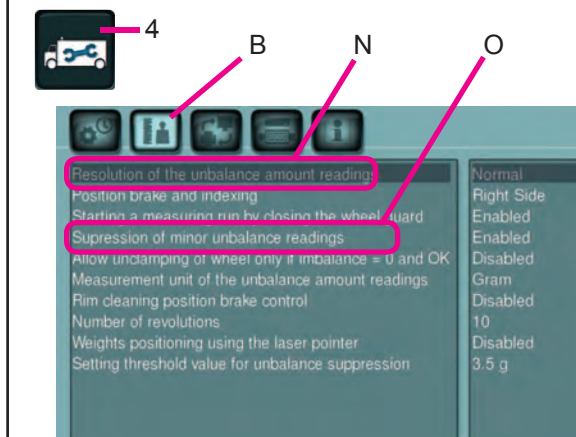 4
B N O
Resolution of the unbalance amount readings Normal
Position brake and indexing Right Side
Starting a measuring run by closing the wheel guard Enabled
Supression of minor unbalance readings Enabled
Allow unclamping of wheel only if imbalance = 0 and OK Disabled
Measurement unit of the unbalance amount readings Gram
Rim cleaning position brake control Disabled
Number of revolutions 10
Weights positioning using the laser pointer Disabled
Setting threshold value for unbalance suppression 3.5 g